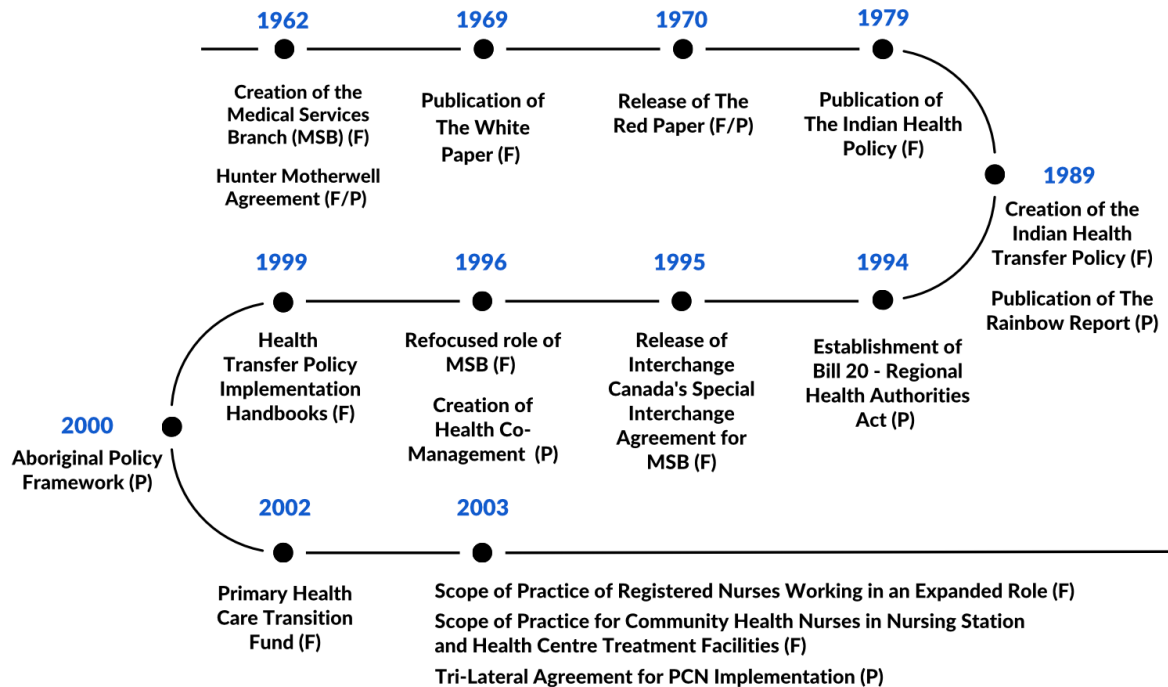 1962
Creation of the
Medical Services
Branch (MSB) (F)
Hunter Motherwell
Agreement (F/P)
1969
Publication of
The White
Paper (F)
1970
Release of The
Red Paper (F/P)
1979
Publication of
The Indian Health
Policy (F)
1989
Creation of the
Indian Health
Transfer Policy (F)
Publication of The
Rainbow Report (P)
1994
Establishment of
Bill 20 - Regional
Health Authorities
Act (P)
1995
Release of
Interchange
Canada's Special
Interchange
Agreement for
MSB (F)
1996
Refocused role of
MSB (F)
Creation of
Health Co-
Management (P)
1999
Health
Transfer Policy
Implementation
Handbooks (F)
2000
Aboriginal Policy
Framework (P)
2002
Primary Health
Care Transition
Fund (F)
2003
Scope of Practice of Registered Nurses Working in an Expanded Role (F)
Scope of Practice for Community Health Nurses in Nursing Station
and Health Centre Treatment Facilities (F)
Tri-Lateral Agreement for PCN Implementation (P)